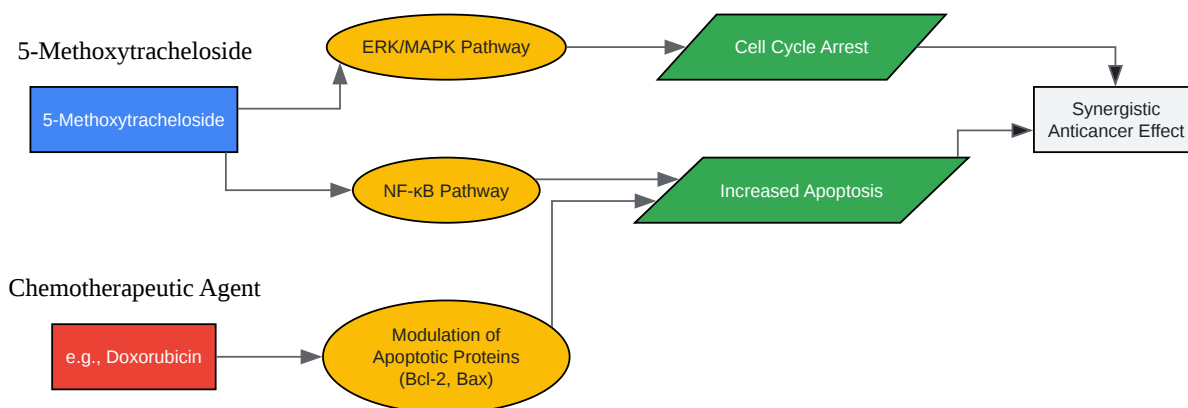 5-Methoxytracheloside
5-Methoxytracheloside
ERK/MAPK Pathway
Cell Cycle Arrest
Synergistic
Anticancer Effect
NF-κB Pathway
Increased Apoptosis
Chemotherapeutic Agent
e.g., Doxorubicin
Modulation of
Apoptotic Proteins
(Bcl-2, Bax)